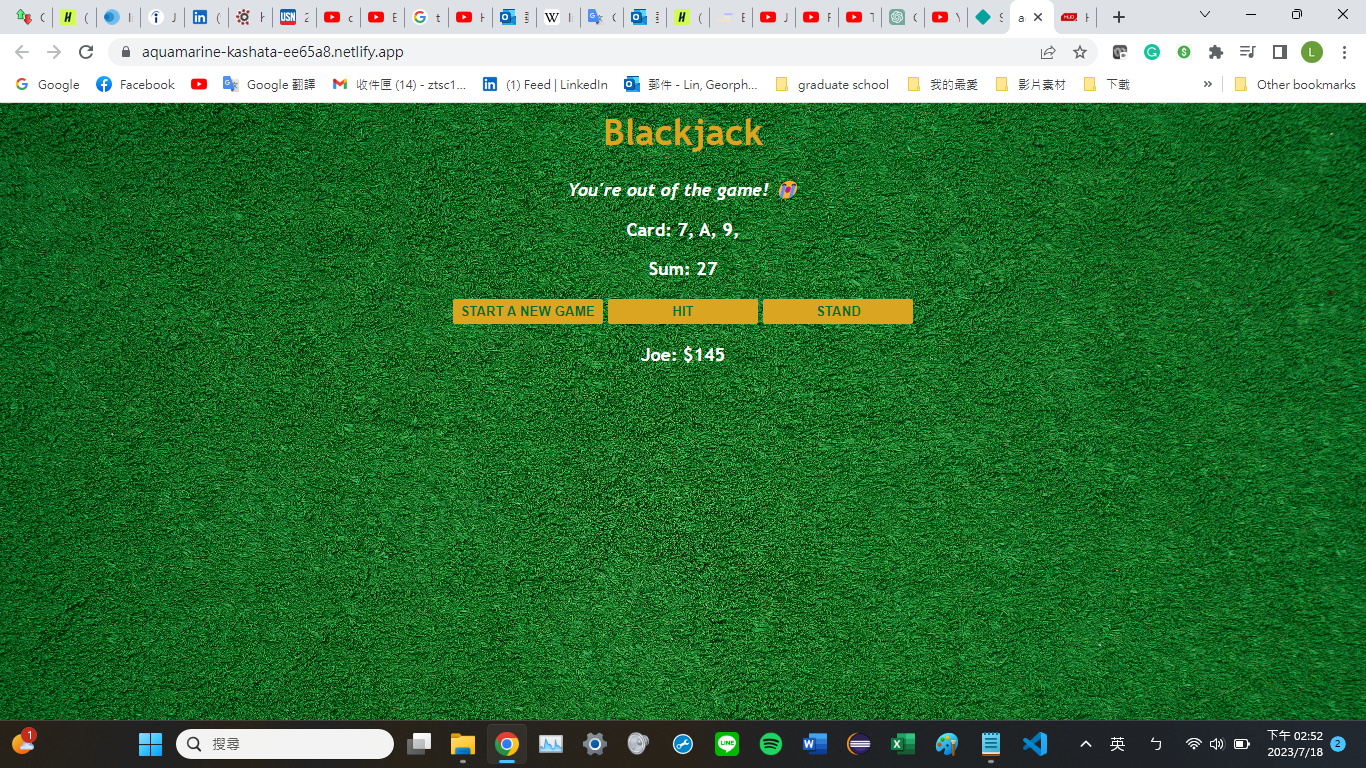 aquamarine-kashata-ee65a8.netlify.app
Google
Facebook
Google 翻譯
收件匣 (14) - ztsc1...
(1) Feed | LinkedIn
郵件 - Lin, Georph...
graduate school
我的最愛
影片素材
下載
»
Other bookmarks
Blackjack
You're out of the game! 😭
Card: 7, A, 9,
Sum: 27
START A NEW GAME
HIT
STAND
Joe: $145
1
搜尋
英
ㄅ
下午 02:52
2023/7/18
2